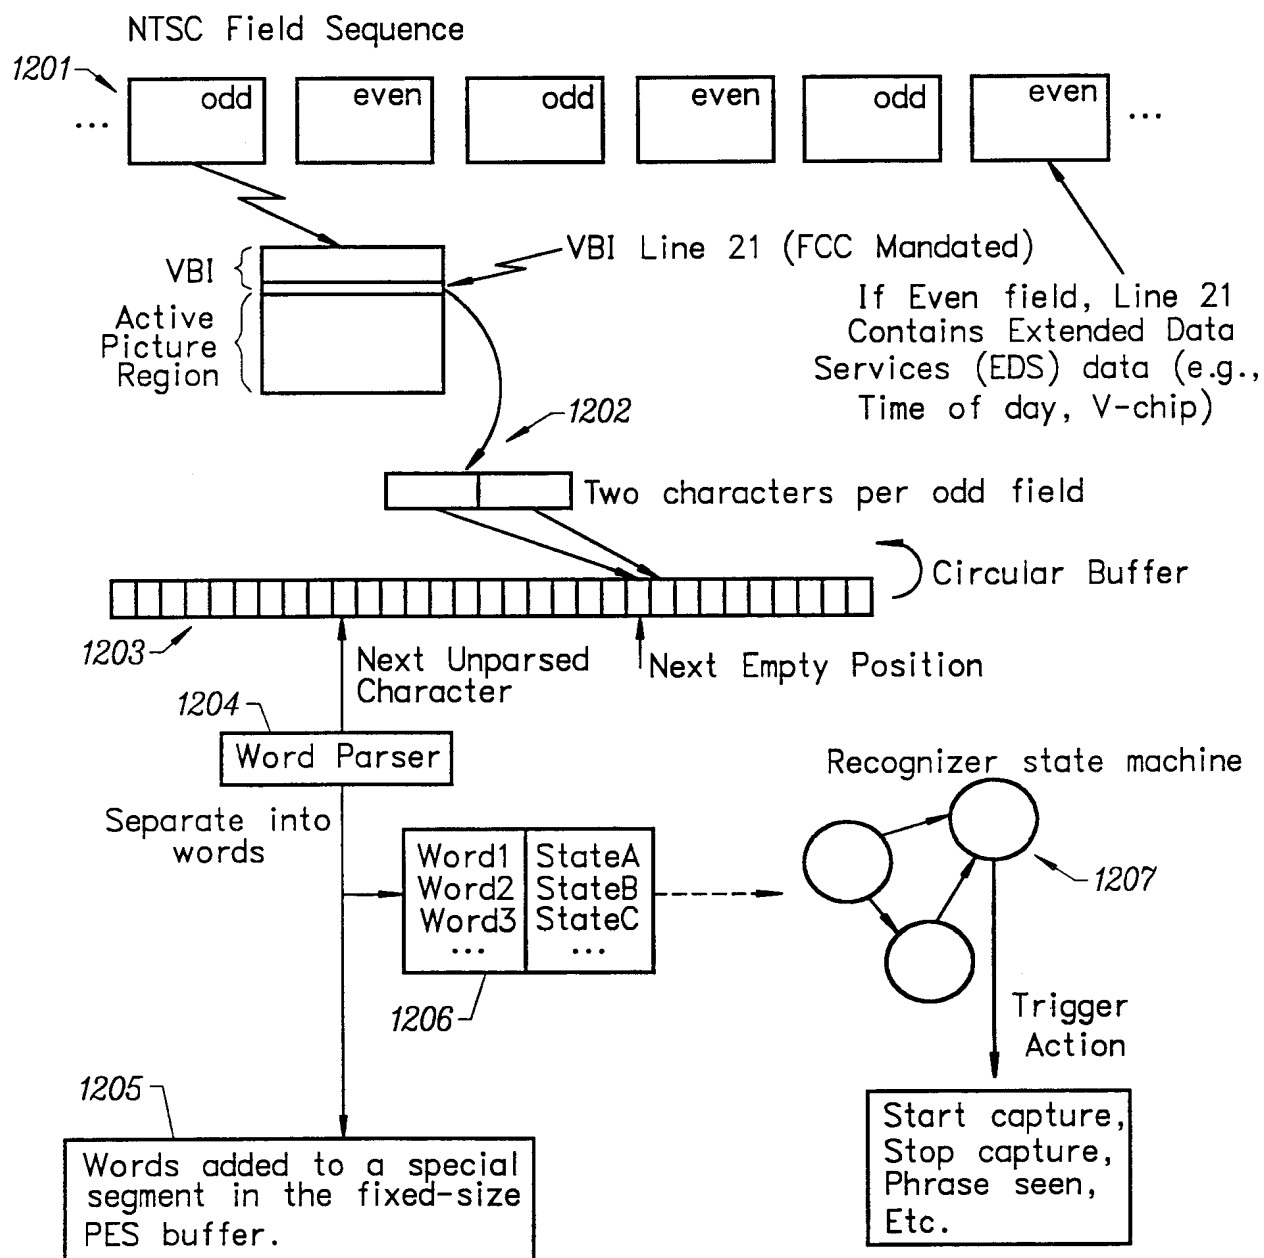 NTSC Field Sequence
1201
... odd even odd even odd even ...
VBI
VBI Line 21 (FCC Mandated)
Active
Picture
Region
If Even field, Line 21
Contains Extended Data
Services (EDS) data (e.g.,
Time of day, V-chip)
1202
Two characters per odd field
Circular Buffer
1203
Next Unparsed
Character
Next Empty Position
1204
Word Parser
Separate into
words
Word1 StateA
Word2 StateB
Word3 StateC
... ...
1206
Recognizer state machine
1207
Trigger
Action
1205
Words added to a special
segment in the fixed-size
PES buffer.
Start capture,
Stop capture,
Phrase seen,
Etc.